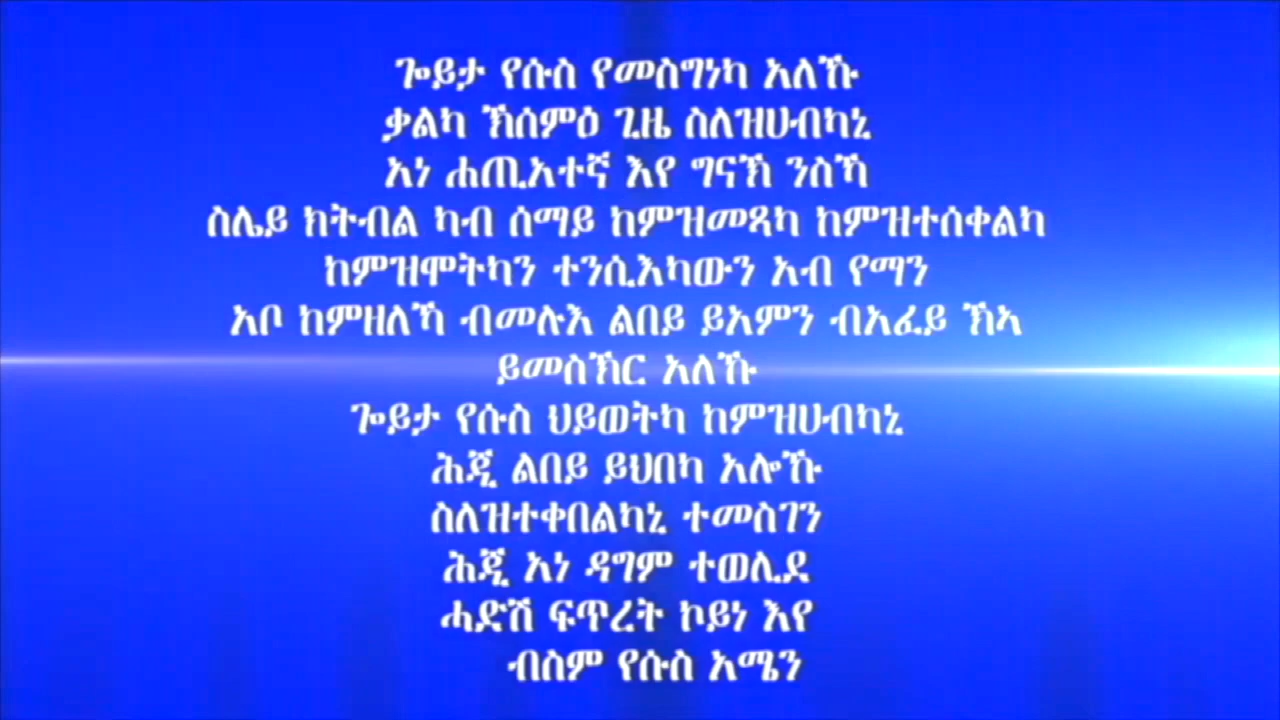 ጐይታ የሱስ የመስግነካ አለኹ
ቃልካ ኽሰምዕ ጊዜ ስለዝሀብካኒ
አነ ሐጢአተኛ እየ ግናኽ ንስኻ
ስሌይ ክትብል ካብ ሰማይ ከምዝመጻካ ከምዝተሰቀልካ
ከምዝሞትካን ተንሲእካውን አብ የማን
አቦ ከምዘለኻ ብመሉእ ልበይ ይአምን ብአፈይ ኽኣ
ይመስኽር አለኹ
ጐይታ የሱስ ህይወትካ ከምዝሀብካኒ
ሕጂ ልበይ ይህበካ አሎኹ
ስለዝተቀበልካኒ ተመስገን
ሕጂ አነ ዳግም ተወሊደ
ሓድሽ ፍጥረት ኮይነ እየ
ብስም የሱስ አሜን